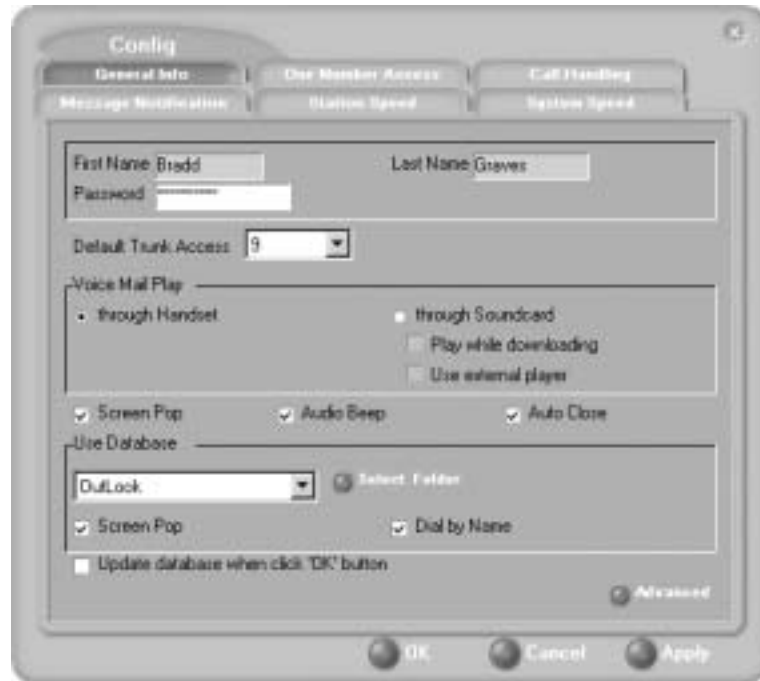 Config
General Info One Number Access Call Handling
Message Notification Station Speed System Speed
First Name Bradd Last Name Graves
Password
Default Trunk Access 9
Voice Mail Play
through Handset through Soundcard
Play while downloading
Use external player
Screen Pop Audio Beep Auto Close
Use Database
OutLook Select Folder
Screen Pop Dial by Name
Update database when click 'OK' button
Advanced
OK Cancel Apply